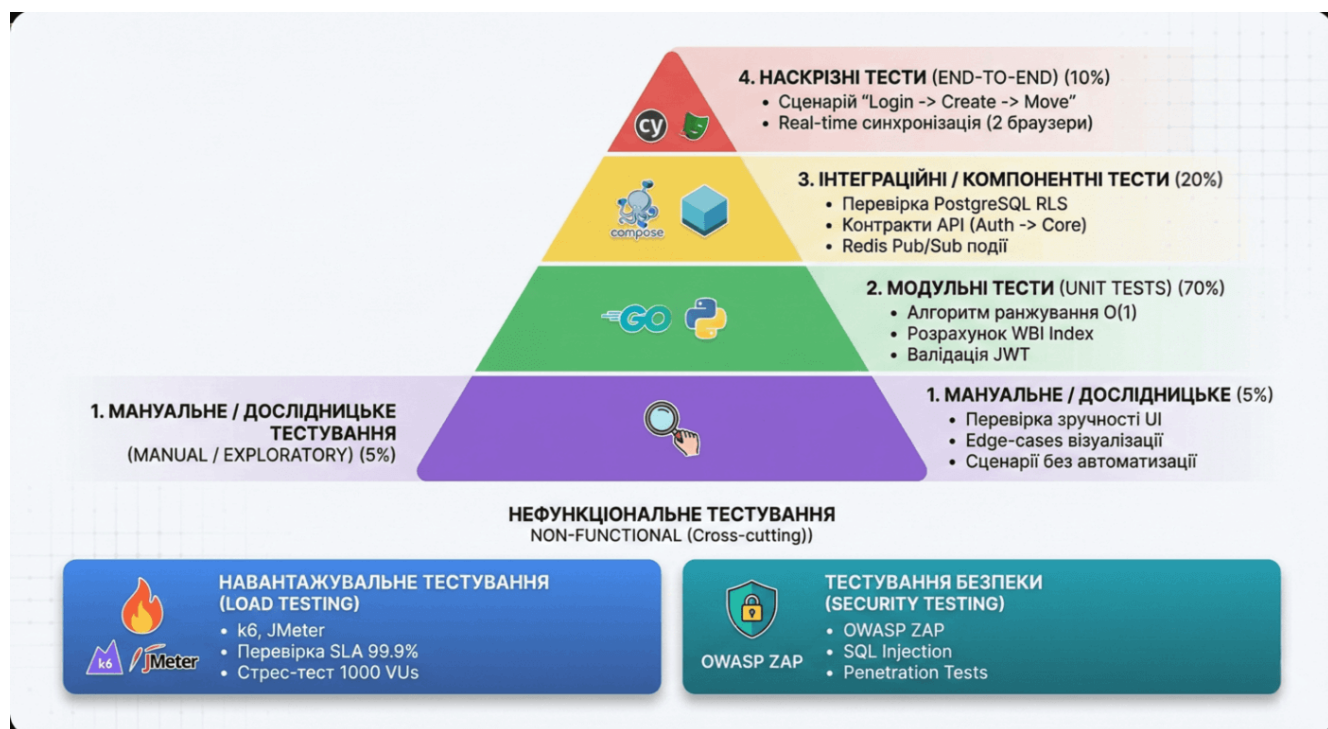 4. НАСКРІЗНІ ТЕСТИ (END-TO-END) (10%)
• Сценарій “Login -> Create -> Move”
• Real-time синхронізація (2 браузери)
cy
3. ІНТЕГРАЦІЙНІ / КОМПОНЕНТНІ ТЕСТИ (20%)
• Перевірка PostgreSQL RLS
• Контракти API (Auth -> Core)
• Redis Pub/Sub події
compose
2. МОДУЛЬНІ ТЕСТИ (UNIT TESTS) (70%)
• Алгоритм ранжування O(1)
• Розрахунок WBI Index
• Валідація JWT
GO
1. МАНУАЛЬНЕ / ДОСЛІДНИЦЬКЕ
ТЕСТУВАННЯ
(MANUAL / EXPLORATORY) (5%)
1. МАНУАЛЬНЕ / ДОСЛІДНИЦЬКЕ (5%)
• Перевірка зручності UI
• Edge-cases візуалізації
• Сценарії без автоматизації
НЕФУНКЦІОНАЛЬНЕ ТЕСТУВАННЯ
NON-FUNCTIONAL (Cross-cutting))
НАВАНТАЖУВАЛЬНЕ ТЕСТУВАННЯ
(LOAD TESTING)
• k6, JMeter
• Перевірка SLA 99.9%
• Стрес-тест 1000 VUs
k6
JMeter
ТЕСТУВАННЯ БЕЗПЕКИ
(SECURITY TESTING)
• OWASP ZAP
• SQL Injection
• Penetration Tests
OWASP ZAP